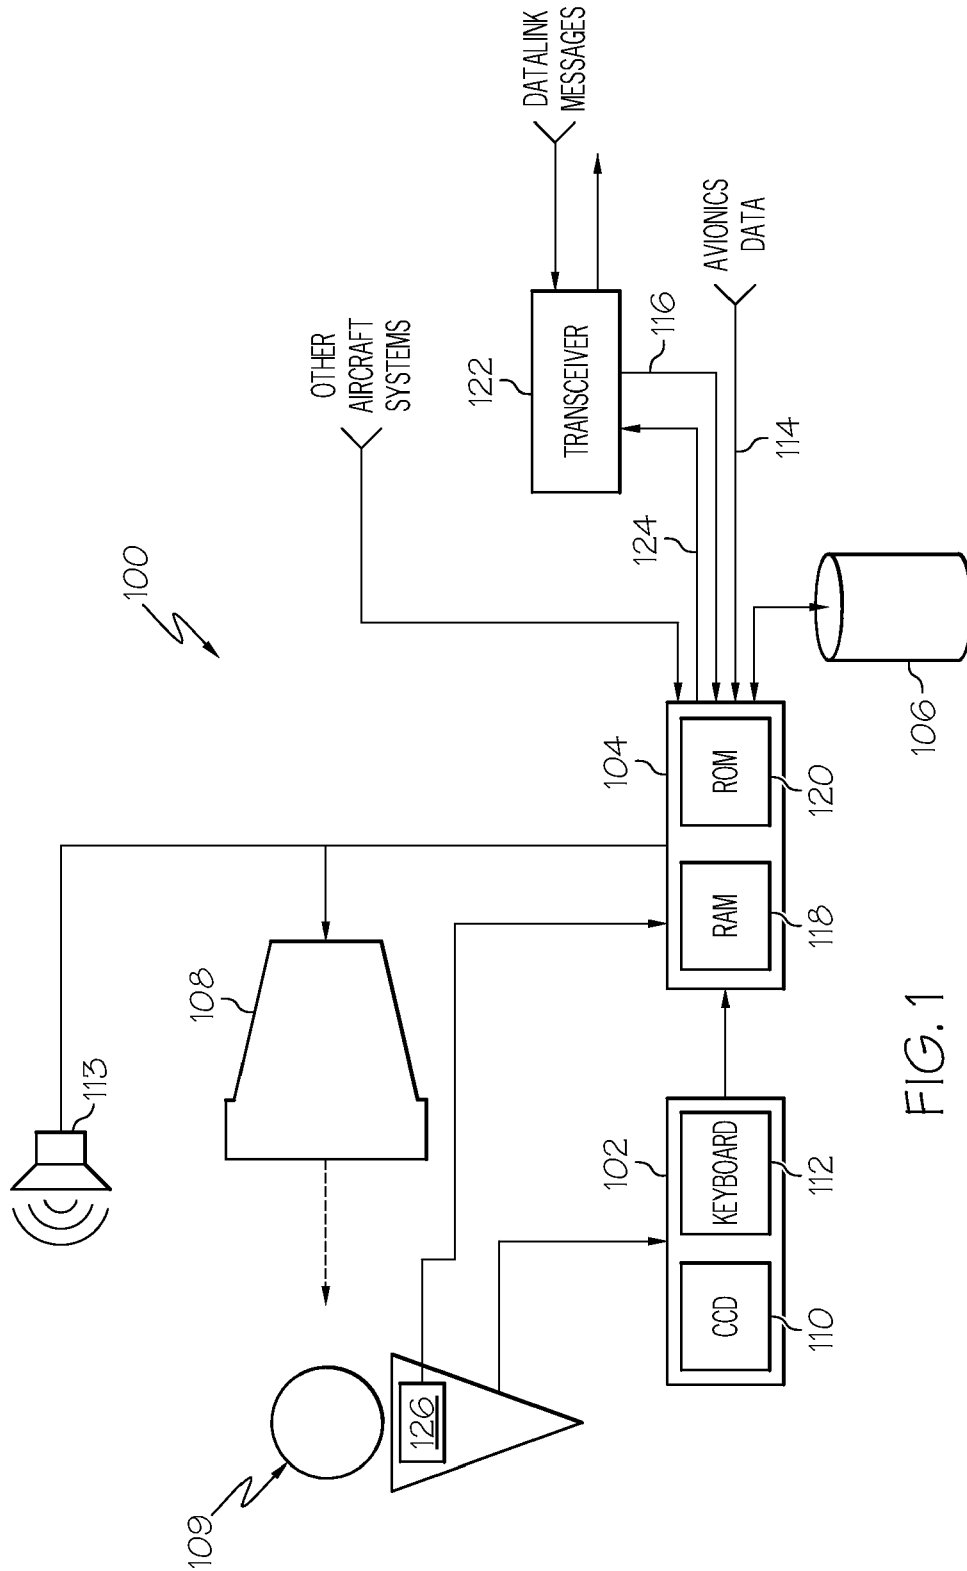 100
113
108
109
126
OTHER
AIRCRAFT
SYSTEMS
DATALINK
MESSAGES
122
TRANSCEIVER
116
124
AVIONICS
DATA
114
102
CCD
KEYBOARD
110
112
104
RAM
ROM
118
120
106
FIG. 1